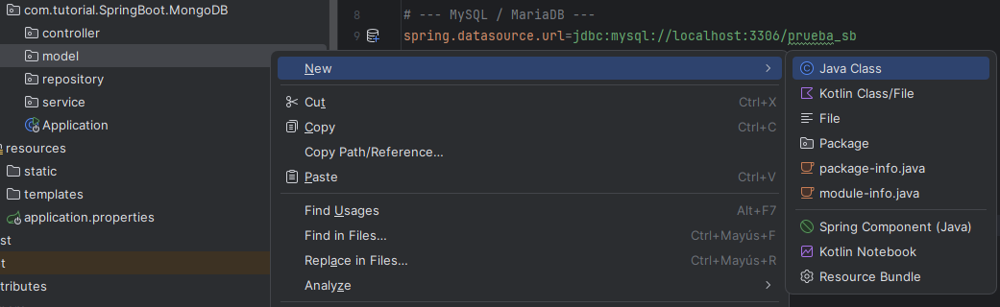 com.tutorial.SpringBoot.MongoDB
controller
model
repository
service
Application
resources
static
templates
application.properties
st
t
tributes
8 # --- MySQL / MariaDB ---
9 spring.datasource.url=jdbc:mysql://localhost:3306/prueba_sb
New
Cut Ctrl+X
Copy Ctrl+C
Copy Path/Reference...
Paste Ctrl+V
Find Usages Alt+F7
Find in Files... Ctrl+Mayús+F
Replace in Files... Ctrl+Mayús+R
Analyze
Java Class
Kotlin Class/File
File
Package
package-info.java
module-info.java
Spring Component (Java)
Kotlin Notebook
Resource Bundle